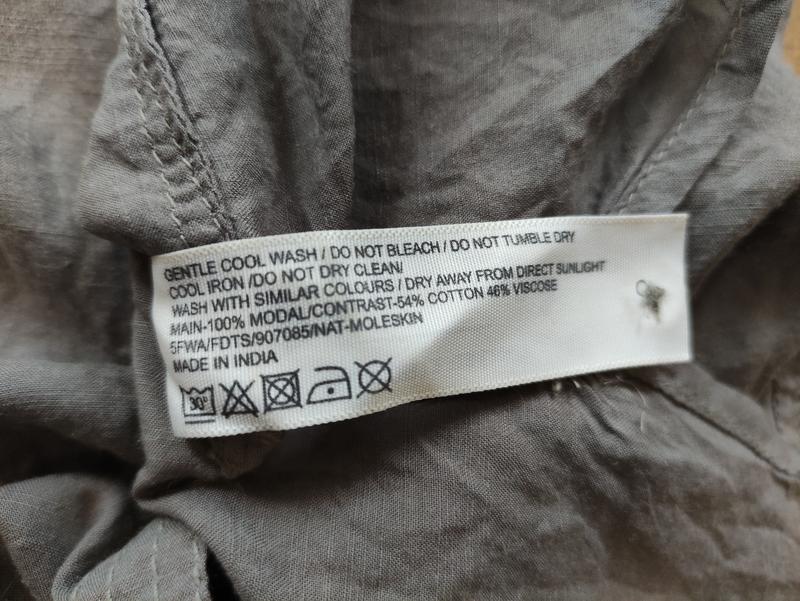 GENTLE COOL WASH / DO NOT BLEACH / DO NOT TUMBLE DRY
COOL IRON /DO NOT DRY CLEAN/
WASH WITH SIMILAR COLOURS / DRY AWAY FROM DIRECT SUNLIGHT
MAIN-100% MODAL/CONTRAST-54% COTTON 46% VISCOSE
5FWA/FDTS/907085/NAT-MOLESKIN
MADE IN INDIA
30°